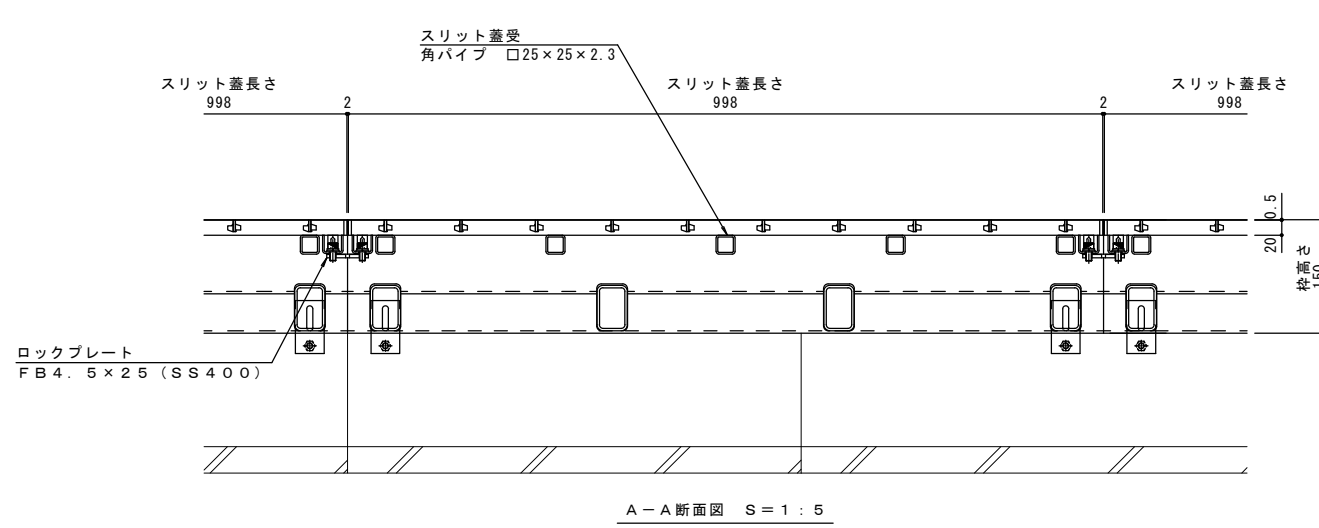 スリット蓋受
角パイプ　□25×25×2.3
スリット蓋長さ
998
2
スリット蓋長さ
998
2
スリット蓋長さ
998
0.5
20
枠高さ
150
ロックプレート
ＦＢ４．５×２５（ＳＳ４００）
Ａ－Ａ断面図　Ｓ＝１：５